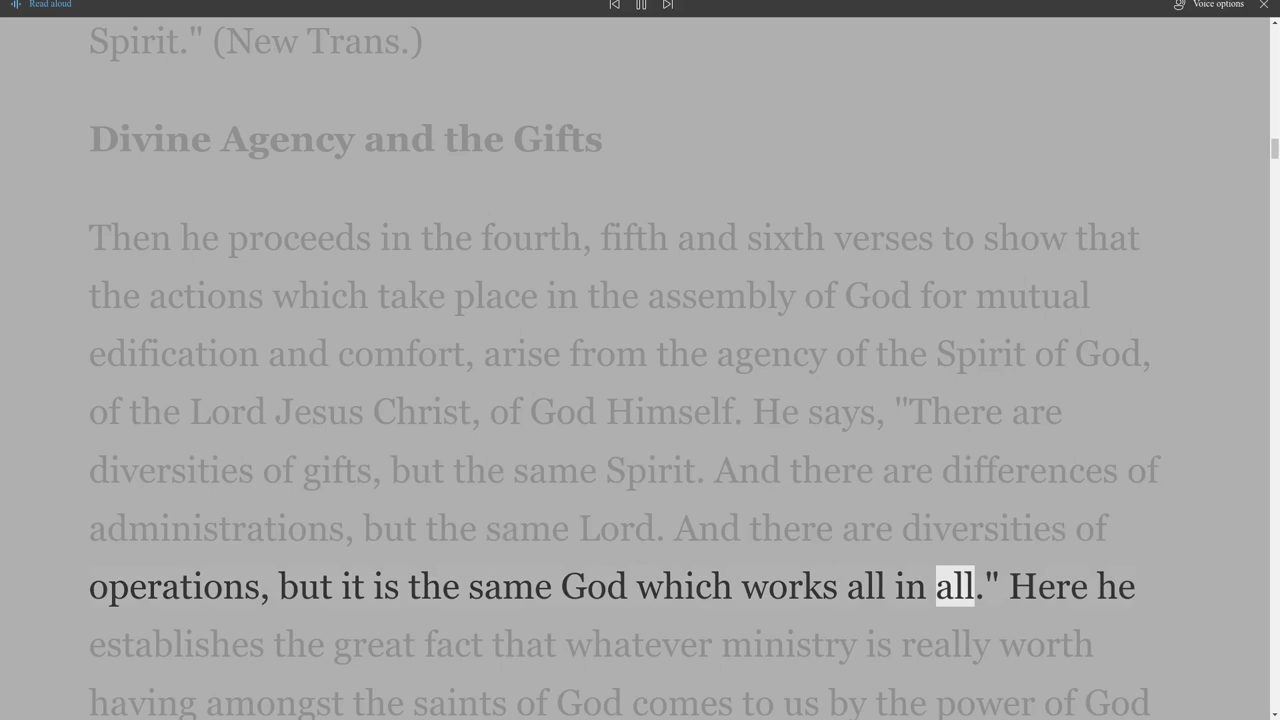 Read aloud
Voice options
Spirit." (New Trans.)
Divine Agency and the Gifts
Then he proceeds in the fourth, fifth and sixth verses to show that
the actions which take place in the assembly of God for mutual
edification and comfort, arise from the agency of the Spirit of God,
of the Lord Jesus Christ, of God Himself. He says, "There are
diversities of gifts, but the same Spirit. And there are differences of
administrations, but the same Lord. And there are diversities of
operations, but it is the same God which works all in all." Here he
establishes the great fact that whatever ministry is really worth
having amongst the saints of God comes to us by the power of God